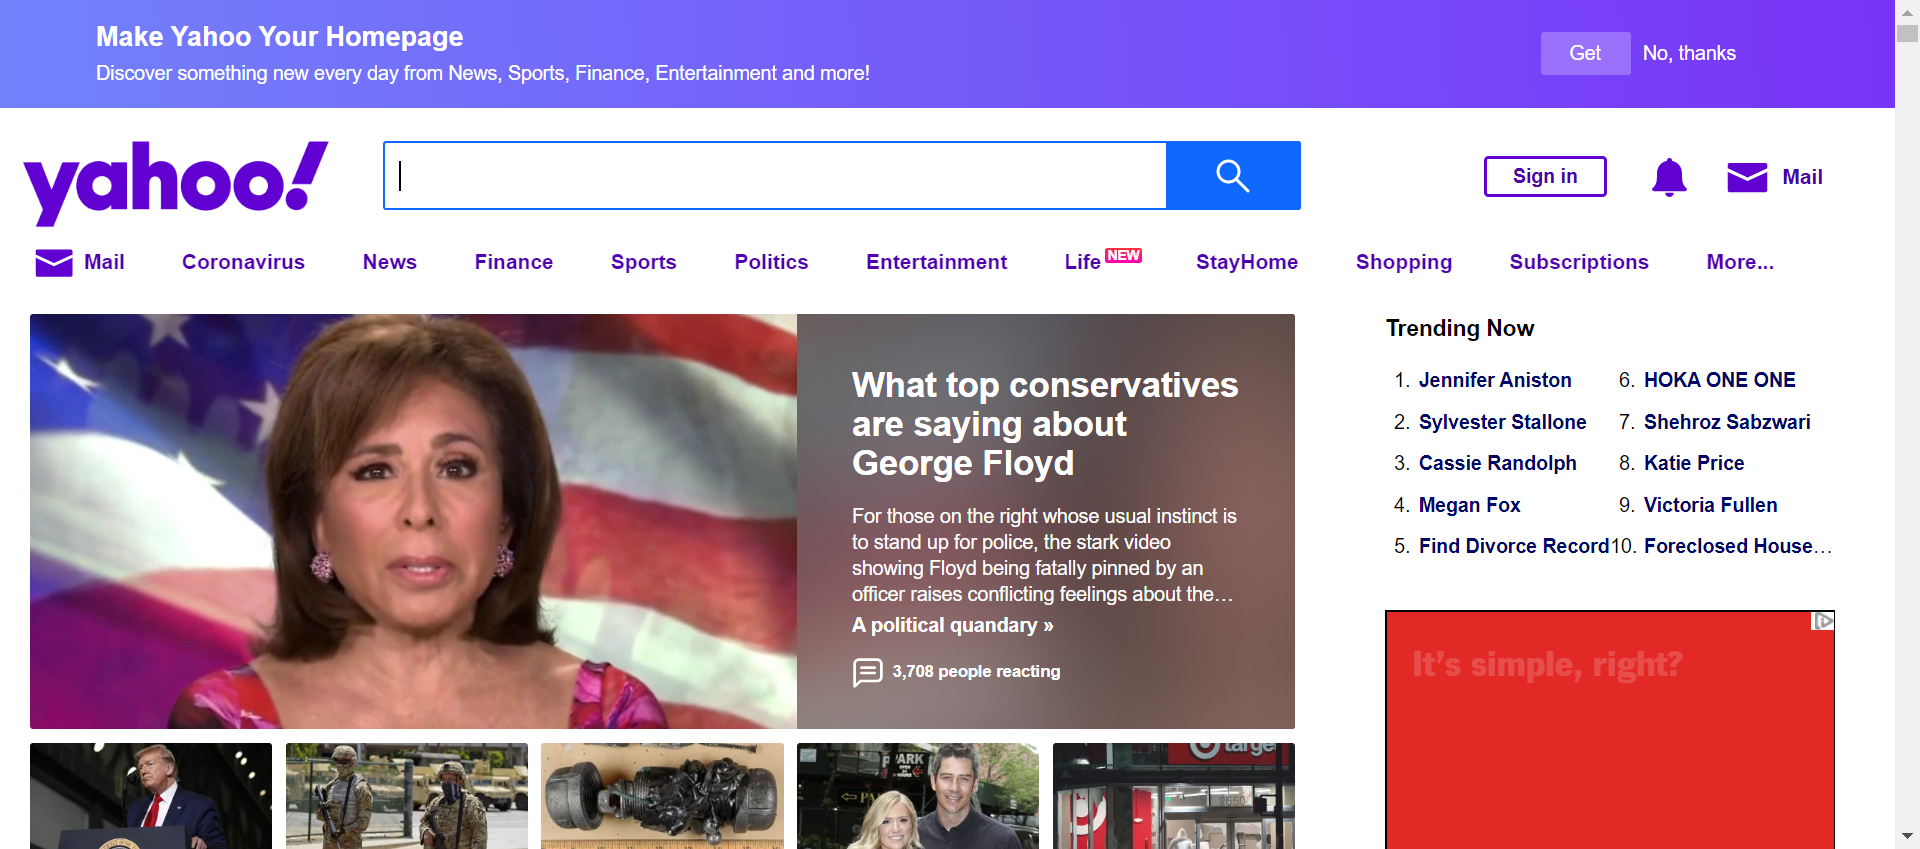 Make Yahoo Your Homepage
Discover something new every day from News, Sports, Finance, Entertainment and more!
Get
No, thanks
yahoo!
Sign in
Mail
Mail
Coronavirus
News
Finance
Sports
Politics
Entertainment
Life NEW
StayHome
Shopping
Subscriptions
More...
What top conservatives
are saying about
George Floyd
For those on the right whose usual instinct is
to stand up for police, the stark video
showing Floyd being fatally pinned by an
officer raises conflicting feelings about the…
A political quandary »
3,708 people reacting
Trending Now
1. Jennifer Aniston
2. Sylvester Stallone
3. Cassie Randolph
4. Megan Fox
5. Find Divorce Record
6. HOKA ONE ONE
7. Shehroz Sabzwari
8. Katie Price
9. Victoria Fullen
10. Foreclosed House…
It's simple, right?
PARK
target